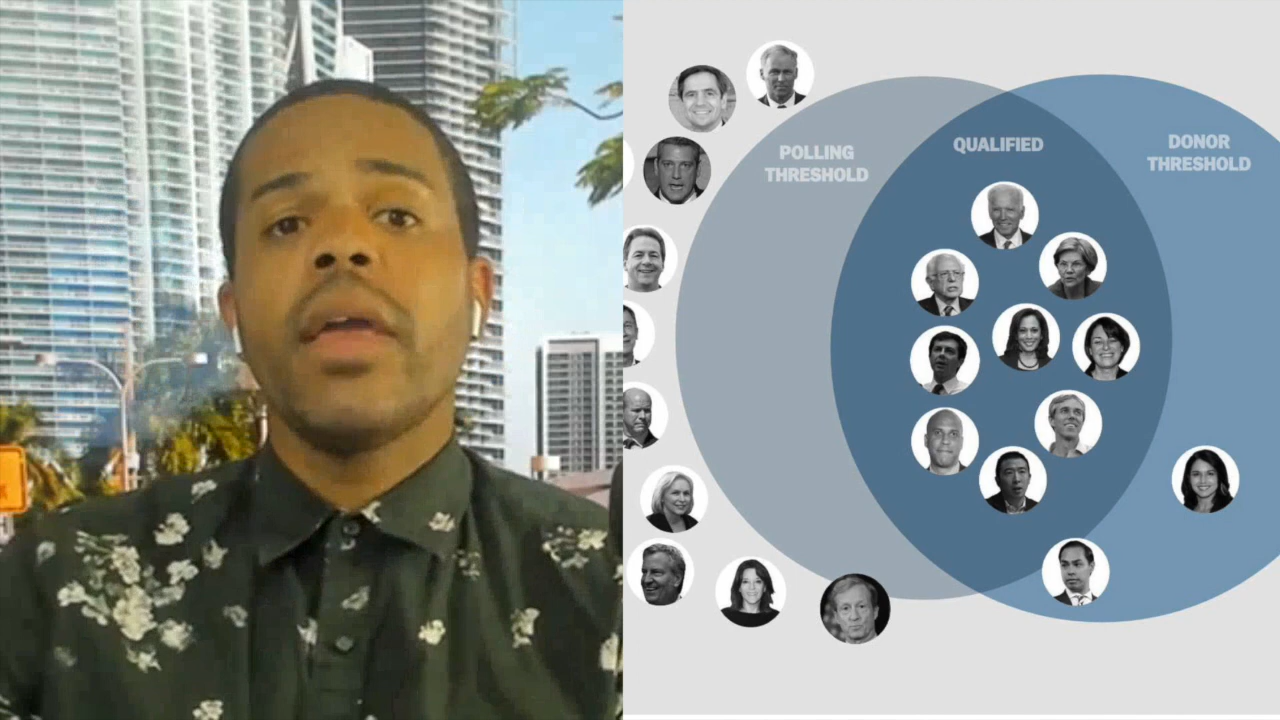 POLLING
THRESHOLD
QUALIFIED
DONOR
THRESHOLD